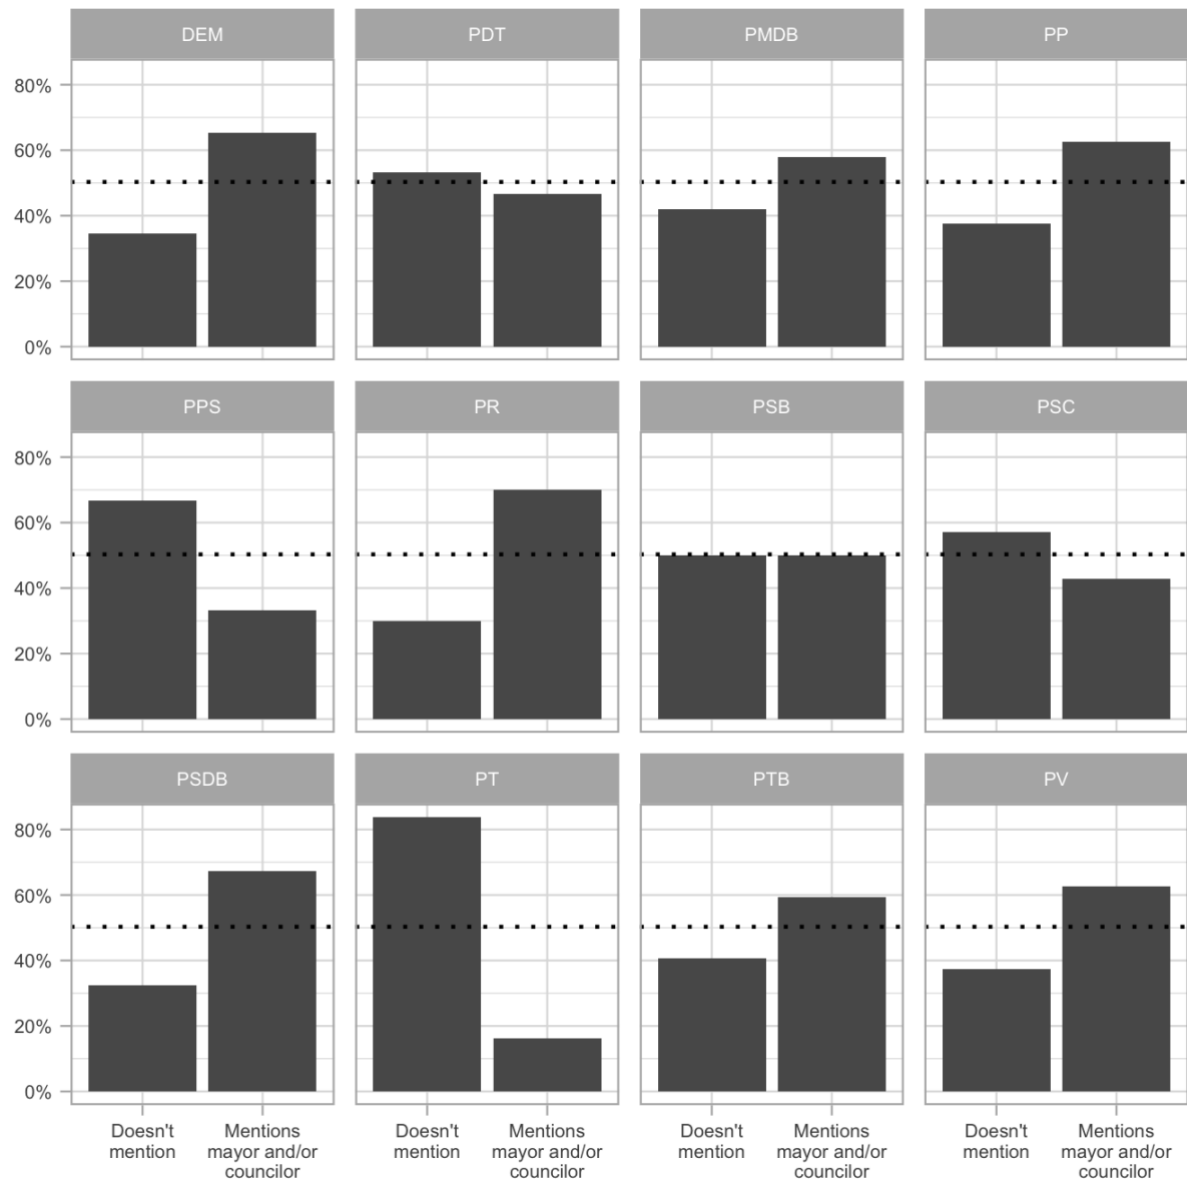 DEM PDT PMDB PP
80%
60%
40%
20%
0%
PPS PR PSB PSC
80%
60%
40%
20%
0%
PSDB PT PTB PV
80%
60%
40%
20%
0%
Doesn't Mentions Doesn't Mentions Doesn't Mentions Doesn't Mentions
mention mayor and/or mention mayor and/or mention mayor and/or mention mayor and/or
councilor councilor councilor councilor